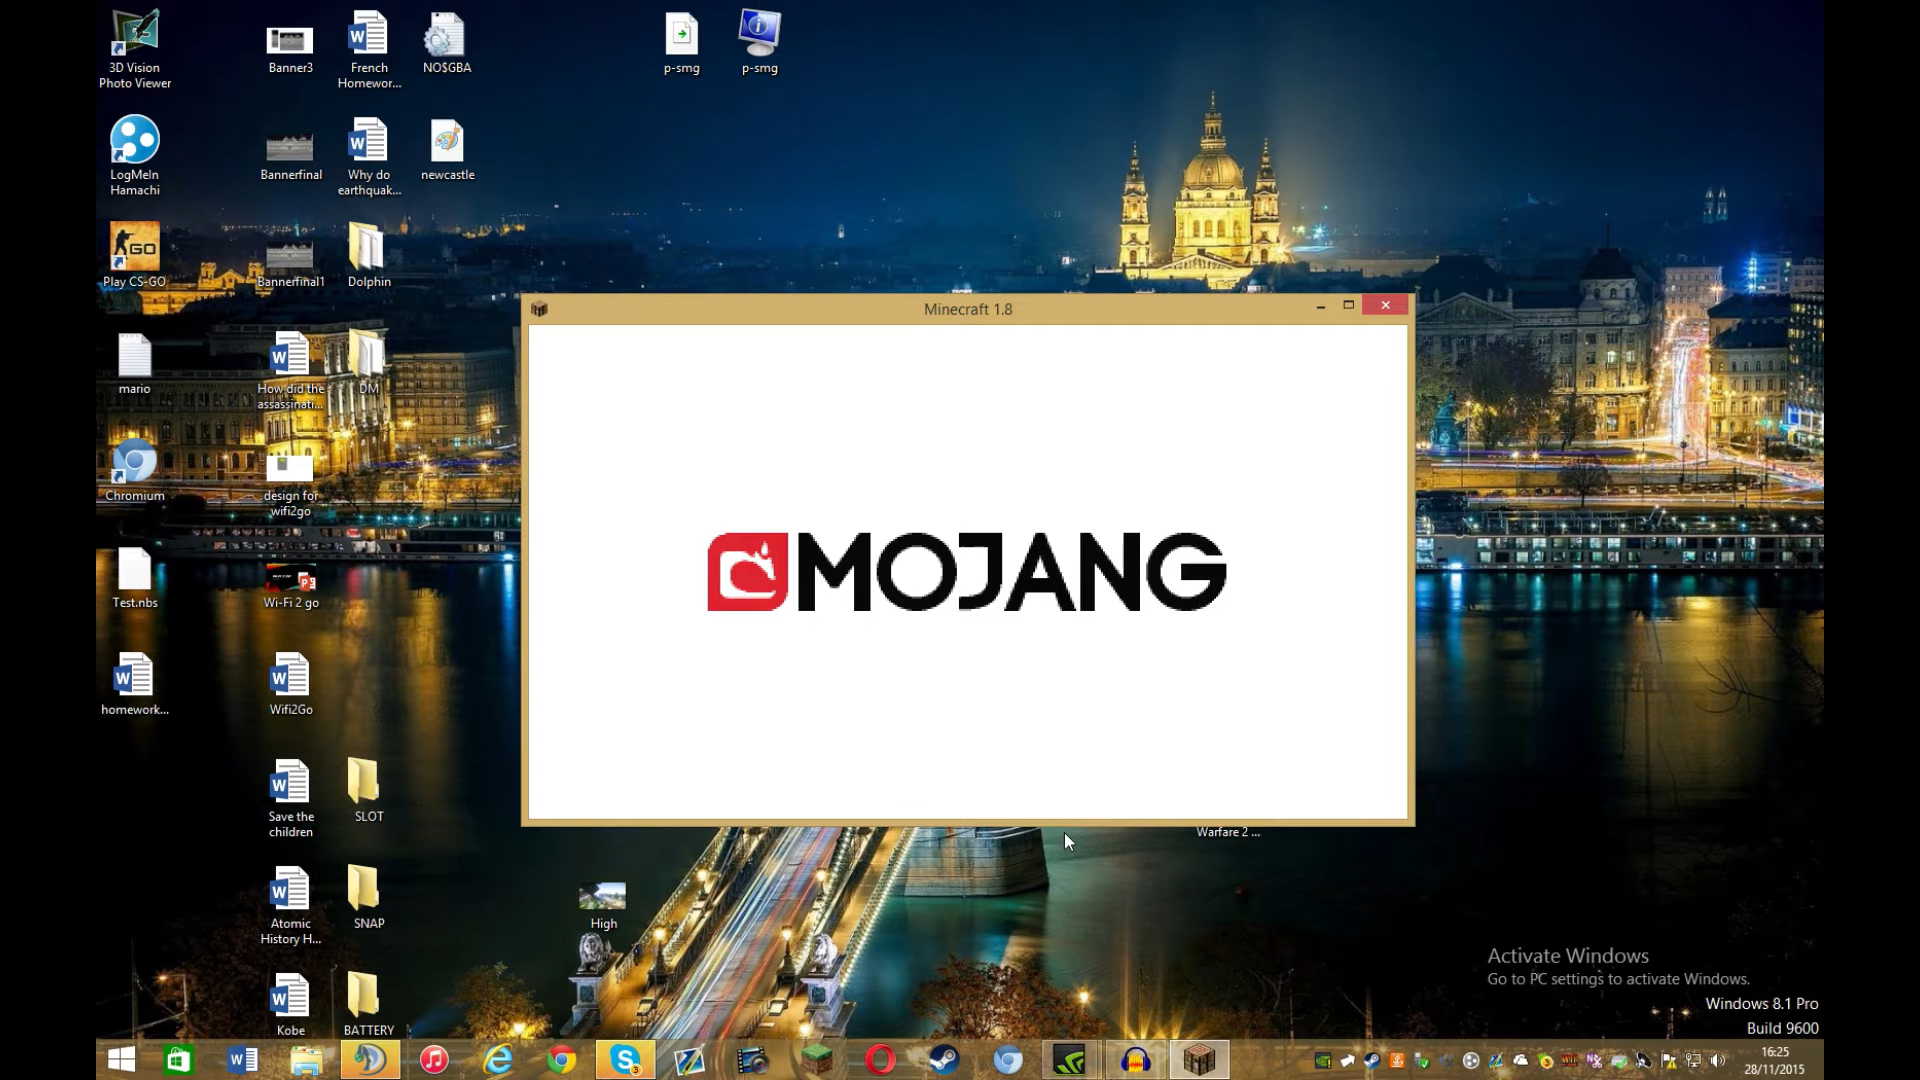 3D Vision
Photo Viewer
Banner3
French
Homewor...
NO$GBA
p-smg
p-smg
LogMeIn
Hamachi
Bannerfinal
Why do
earthquak...
newcastle
GO
Play CS-GO
Bannerfinal1
Dolphin
Minecraft 1.8
mario
How did the
assassinati...
DM
MOJANG
Chromium
design for
wifi2go
Test.nbs
Wi-Fi 2 go
homework...
Wifi2Go
Save the
children
SLOT
Warfare 2 ...
Atomic
History H...
SNAP
High
Kobe
BATTERY
Activate Windows
Go to PC settings to activate Windows.
Windows 8.1 Pro
Build 9600
16:25
28/11/2015